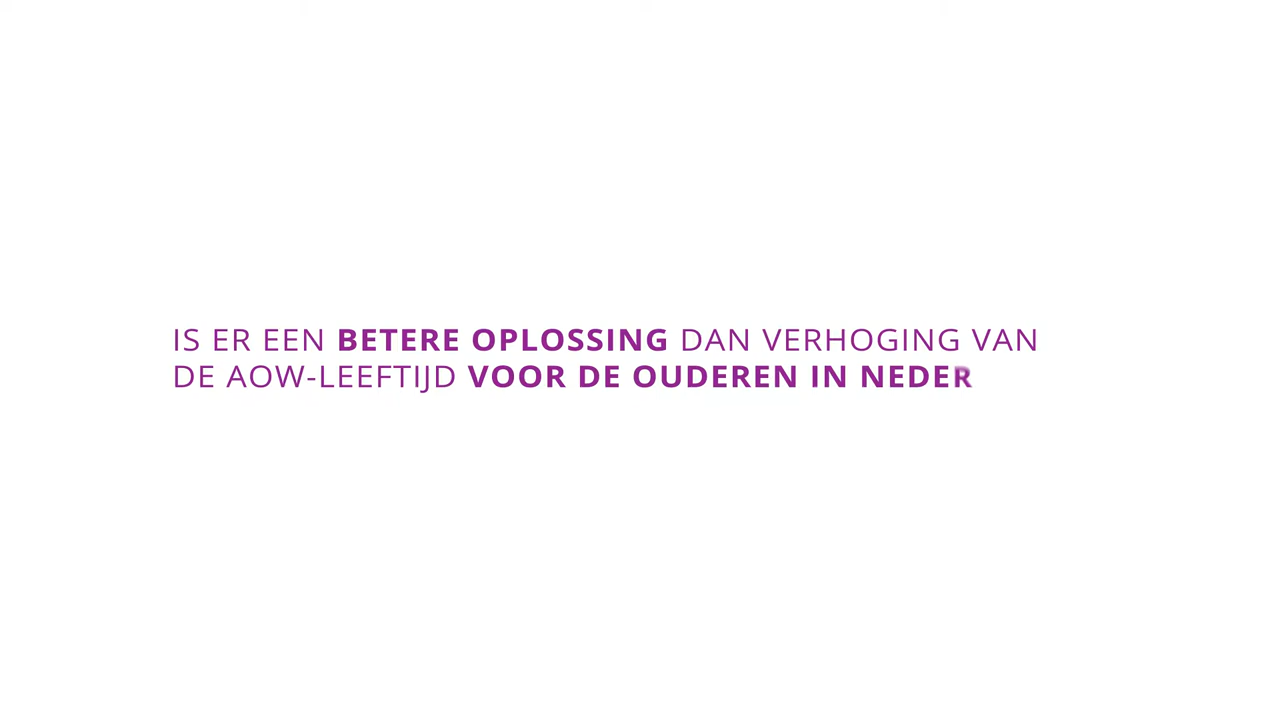 IS ER EEN BETERE OPLOSSING DAN VERHOGING VAN
DE AOW-LEEFTIJD VOOR DE OUDEREN IN NEDER